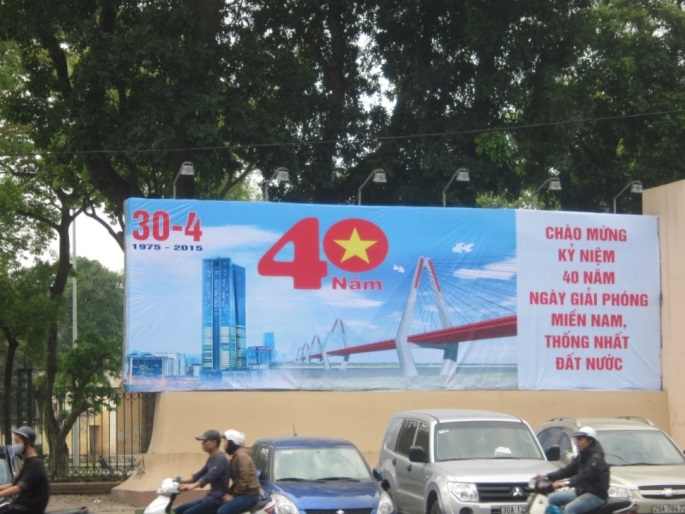 30-4
1975 - 2015
40
Năm
CHÀO MỪNG
KỶ NIỆM
40 NĂM
NGÀY GIẢI PHÓNG
MIỀN NAM,
THỐNG NHẤT
ĐẤT NƯỚC